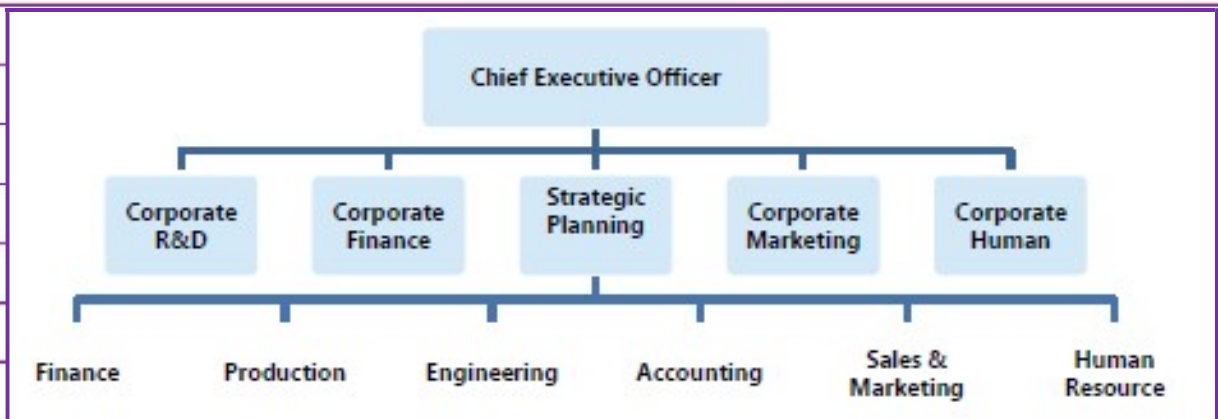 Chief Executive Officer
Corporate
R&D
Corporate
Finance
Strategic
Planning
Corporate
Marketing
Corporate
Human
Finance
Production
Engineering
Accounting
Sales &
Marketing
Human
Resource